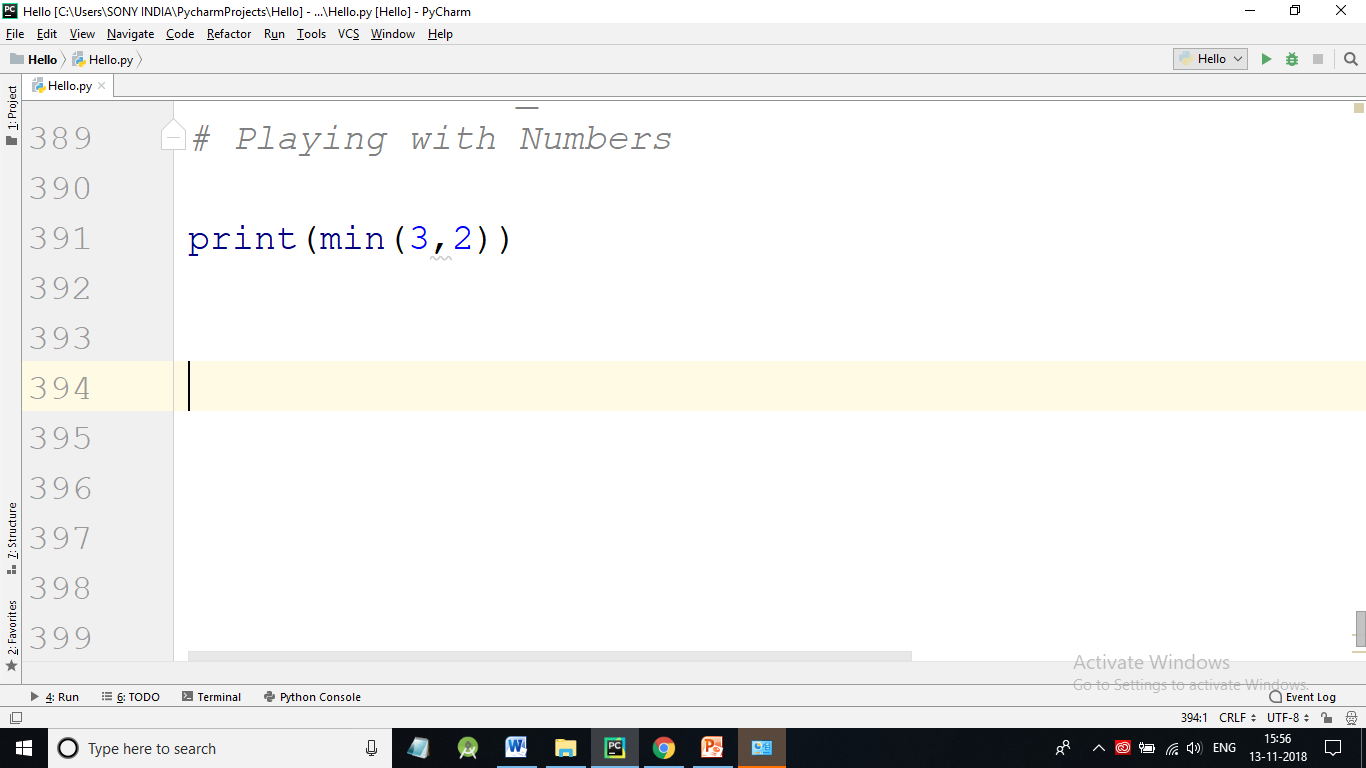 Hello [C:\Users\SONY INDIA\PycharmProjects\Hello] - ...\Hello.py [Hello] - PyCharm
File Edit View Navigate Code Refactor Run Tools VCS Window Help
Hello Hello.py Hello
Hello.py
1: Project
389 # Playing with Numbers
390
391 print(min(3,2))
392
393
394
395
396
397
398
399
7: Structure
2: Favorites
Activate Windows
Go to Settings to activate Windows.
4: Run 6: TODO Terminal Python Console Event Log
394:1 CRLF UTF-8
Type here to search
ENG
15:56
13-11-2018